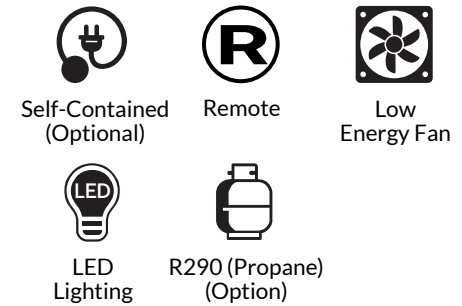 R
Self-Contained
(Optional)
Remote
Low
Energy Fan
LED
LED
Lighting
R290 (Propane)
(Option)